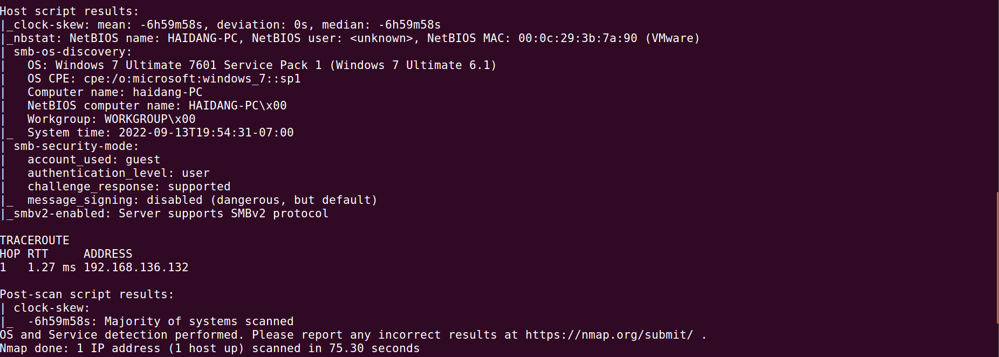 Host script results:
|_clock-skew: mean: -6h59m58s, deviation: 0s, median: -6h59m58s
|_nbstat: NetBIOS name: HAIDANG-PC, NetBIOS user: <unknown>, NetBIOS MAC: 00:0c:29:3b:7a:90 (VMware)
| smb-os-discovery:
|   OS: Windows 7 Ultimate 7601 Service Pack 1 (Windows 7 Ultimate 6.1)
|   OS CPE: cpe:/o:microsoft:windows_7::sp1
|   Computer name: haidang-PC
|   NetBIOS computer name: HAIDANG-PC\x00
|   Workgroup: WORKGROUP\x00
|_  System time: 2022-09-13T19:54:31-07:00
| smb-security-mode:
|   account_used: guest
|   authentication_level: user
|   challenge_response: supported
|_  message_signing: disabled (dangerous, but default)
|_smbv2-enabled: Server supports SMBv2 protocol

TRACEROUTE
HOP RTT     ADDRESS
1   1.27 ms 192.168.136.132

Post-scan script results:
| clock-skew:
|_  -6h59m58s: Majority of systems scanned
OS and Service detection performed. Please report any incorrect results at https://nmap.org/submit/ .
Nmap done: 1 IP address (1 host up) scanned in 75.30 seconds